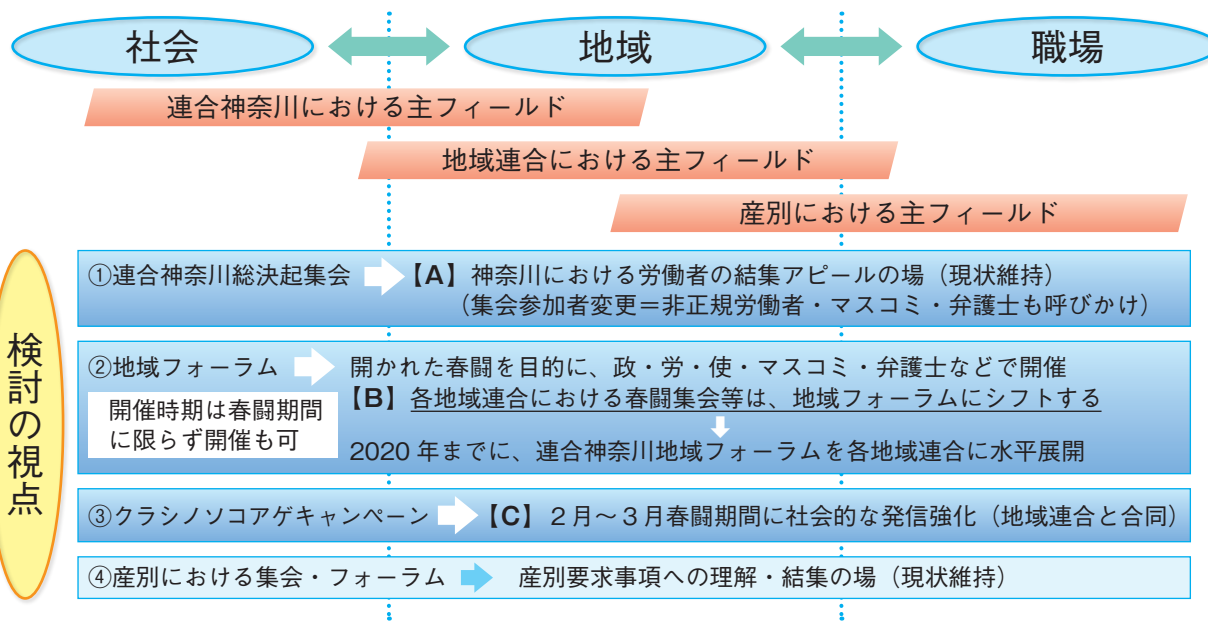 社会
地域
職場
連合神奈川における主フィールド
地域連合における主フィールド
産別における主フィールド
検討の視点
①連合神奈川総決起集会
【A】神奈川における労働者の結集アピールの場（現状維持）
（集会参加者変更＝非正規労働者・マスコミ・弁護士も呼びかけ）
②地域フォーラム
開催時期は春闘期間
に限らず開催も可
開かれた春闘を目的に、政・労・使・マスコミ・弁護士などで開催
【B】各地域連合における春闘集会等は、地域フォーラムにシフトする
2020 年までに、連合神奈川地域フォーラムを各地域連合に水平展開
③クラシノソコアゲキャンペーン
【C】２月～３月春闘期間に社会的な発信強化（地域連合と合同）
④産別における集会・フォーラム
産別要求事項への理解・結集の場（現状維持）